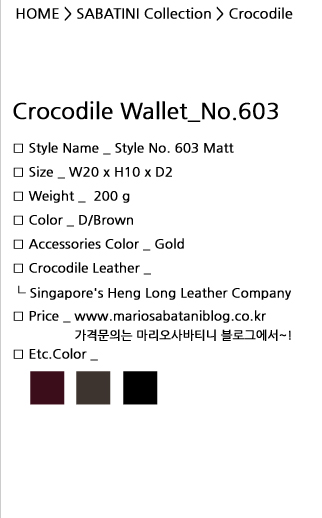 HOME > SABATINI Collection > Crocodile
Crocodile Wallet_No.603
□ Style Name _ Style No. 603 Matt
□ Size _ W20 x H10 x D2
□ Weight _ 200 g
□ Color _ D/Brown
□ Accessories Color _ Gold
□ Crocodile Leather _
└ Singapore's Heng Long Leather Company
□ Price _ www.mariosabataniblog.co.kr
가격문의는 마리오사바티니 블로그에서~!
□ Etc.Color _